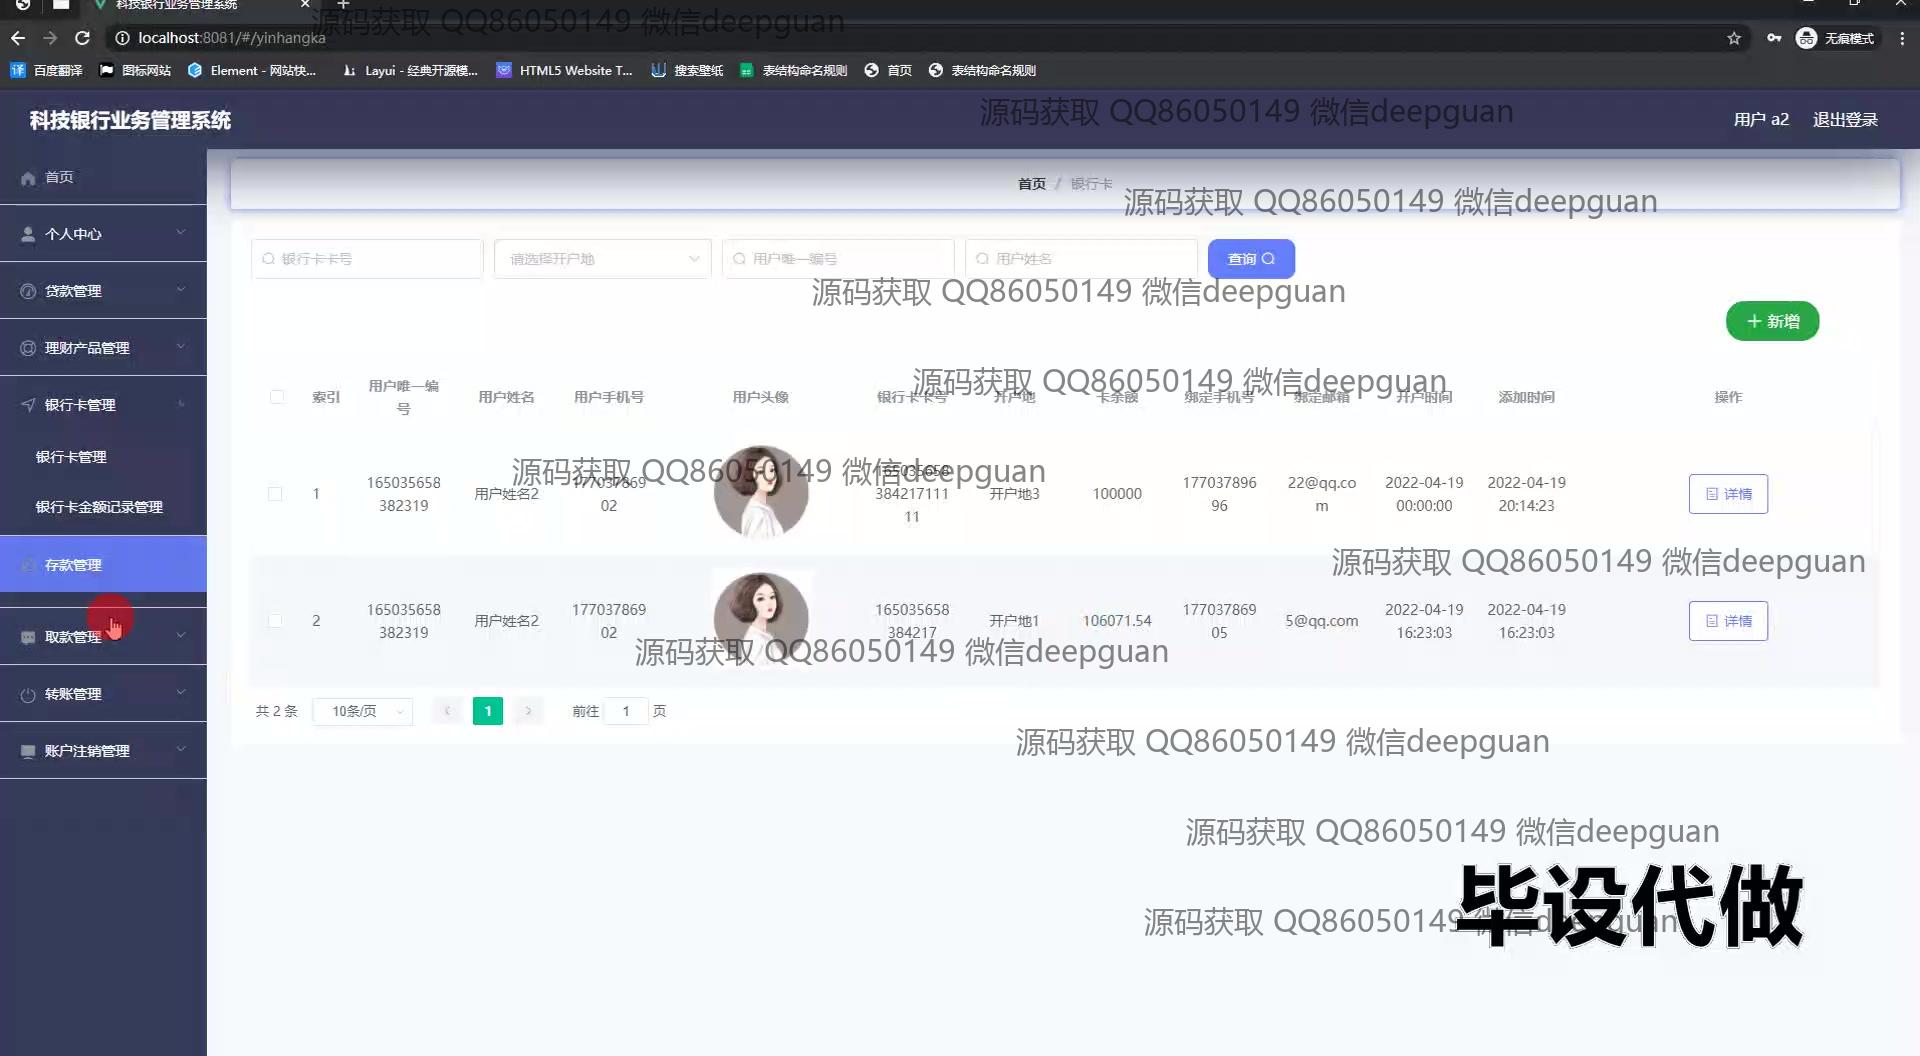 科技银行业务管理系统
源码获取 QQ86050149 微信deepguan
localhost:8081/#/yinhangka
无痕模式
百度翻译
图标网站
Element - 网站快...
Layui - 经典开源模...
HTML5 Website T...
搜索壁纸
表结构命名规则
首页
表结构命名规则
科技银行业务管理系统
源码获取 QQ86050149 微信deepguan
用户 a2
退出登录
首页
个人中心
贷款管理
理财产品管理
银行卡管理
银行卡管理
银行卡金额记录管理
存款管理
取款管理
转账管理
账户注销管理
首页 / 银行卡
源码获取 QQ86050149 微信deepguan
银行卡卡号
请选择开户地
用户唯一编号
用户姓名
查询
源码获取 QQ86050149 微信deepguan
新增
源码获取 QQ86050149 微信deepguan
索引
用户唯一编
号
用户姓名
用户手机号
用户头像
银行卡卡号
开户地
卡余额
绑定手机号
绑定邮箱
开户时间
添加时间
操作
源码获取 QQ86050149 微信deepguan
1
165035658
382319
用户姓名2
177037869
02
165035658
384217111
11
开户地3
100000
177037896
96
22@qq.co
m
2022-04-19
00:00:00
2022-04-19
20:14:23
详情
源码获取 QQ86050149 微信deepguan
2
165035658
382319
用户姓名2
177037869
02
165035658
384217
开户地1
106071.54
177037869
05
5@qq.com
2022-04-19
16:23:03
2022-04-19
16:23:03
详情
源码获取 QQ86050149 微信deepguan
共 2 条
10条/页
1
前往 1 页
源码获取 QQ86050149 微信deepguan
源码获取 QQ86050149 微信deepguan
毕设代做
源码获取 QQ86050149 微信deepguan